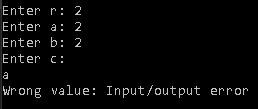 Enter r: 2
Enter a: 2
Enter b: 2
Enter c:
a
Wrong value: Input/output error